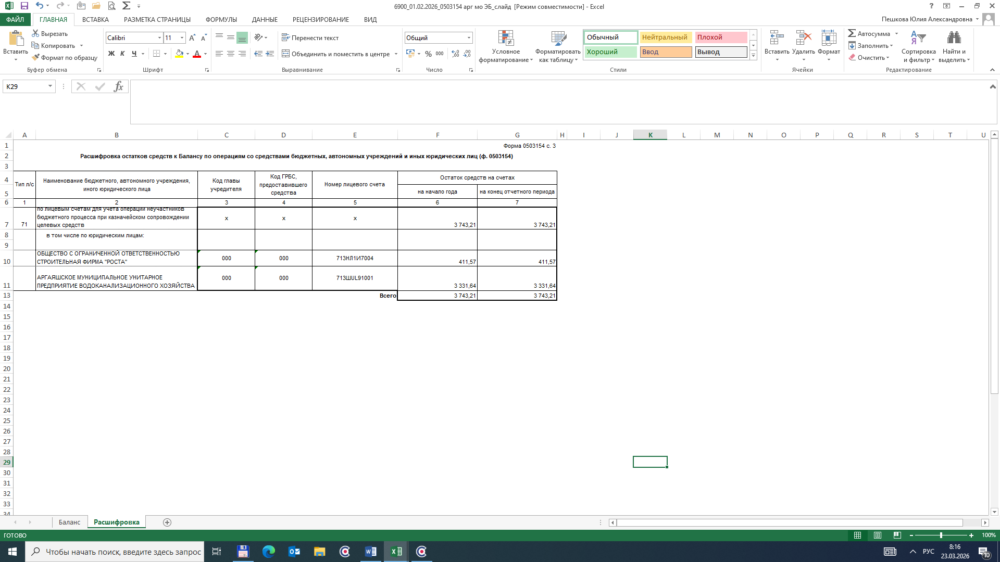 6900_01.02.2026_0503154 арг мо ЭБ_слайд [Режим совместимости] - Excel
ФАЙЛ ГЛАВНАЯ ВСТАВКА РАЗМЕТКА СТРАНИЦЫ ФОРМУЛЫ ДАННЫЕ РЕЦЕНЗИРОВАНИЕ ВИД Пешкова Юлия Александровна
Вставить
Вырезать
Копировать
Формат по образцу
Буфер обмена
Calibri 11
Ж К Ч
Шрифт
Перенести текст
Объединить и поместить в центре
Выравнивание
Общий
% 000
Число
Условное форматирование
Форматировать как таблицу
Обычный Нейтральный Плохой
Хороший Ввод Вывод
Стили
Вставить Удалить Формат
Ячейки
Автосумма
Заполнить
Очистить
Сортировка и фильтр
Найти и выделить
Редактирование
K29
fx
A B C D E F G H I J K L M N O P Q R S T U
1 Форма 0503154 с. 3
2 Расшифровка остатков средств к Балансу по операциям со средствами бюджетных, автономных учреждений и иных юридических лиц (ф. 0503154)
3
4 Тип л/с Наименование бюджетного, автономного учреждения, иного юридического лица Код главы учредителя Код ГРБС, предоставившего средства Номер лицевого счета Остаток средств на счетах
5 на начало года на конец отчетного периода
6 1 2 3 4 5 6 7
7 71 по лицевым счетам для учета операций неучастников бюджетного процесса при казначейском сопровождении целевых средств x x x 3 743,21 3 743,21
8 в том числе по юридическим лицам:
9
10 ОБЩЕСТВО С ОГРАНИЧЕННОЙ ОТВЕТСТВЕННОСТЬЮ СТРОИТЕЛЬНАЯ ФИРМА "РОСТА" 000 000 713НЛ1И7004 411,57 411,57
11 АРГАЯШСКОЕ МУНИЦИПАЛЬНОЕ УНИТАРНОЕ ПРЕДПРИЯТИЕ ВОДОКАНАЛИЗАЦИОННОГО ХОЗЯЙСТВА 000 000 713ШUL91001 3 331,64 3 331,64
13 Всего 3 743,21 3 743,21
14
15
16
17
18
19
20
21
22
23
24
25
26
27
28
29
30
31
32
33
34
Баланс Расшифровка
ГОТОВО 100%
Чтобы начать поиск, введите здесь запрос
РУС
8:16
23.03.2026
10